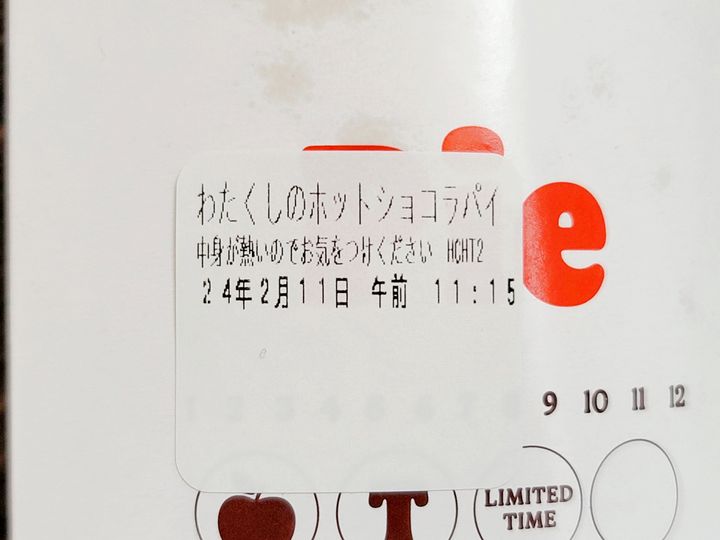 Pie
わたくしのホットショコラパイ
中身が熱いのでお気をつけください HCHT2
24年2月11日 午前 11:15
9 10 11 12
LIMITED
TIME